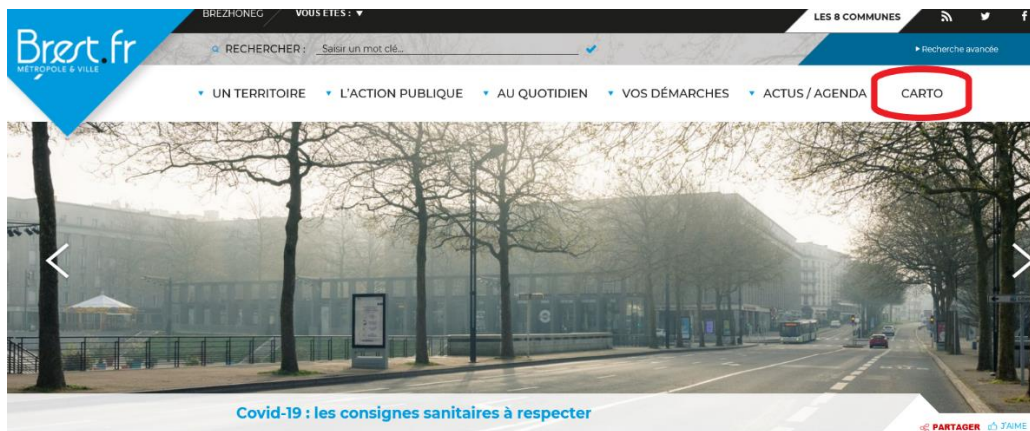 BREZHONEG VOUS ETES : ▼ LES 8 COMMUNES
Brest.fr
MÉTROPOLE & VILLE
RECHERCHER : Saisir un mot clé... Recherche avancée
UN TERRITOIRE L'ACTION PUBLIQUE AU QUOTIDIEN VOS DÉMARCHES ACTUS / AGENDA CARTO
Covid-19 : les consignes sanitaires à respecter
PARTAGER J'AIME